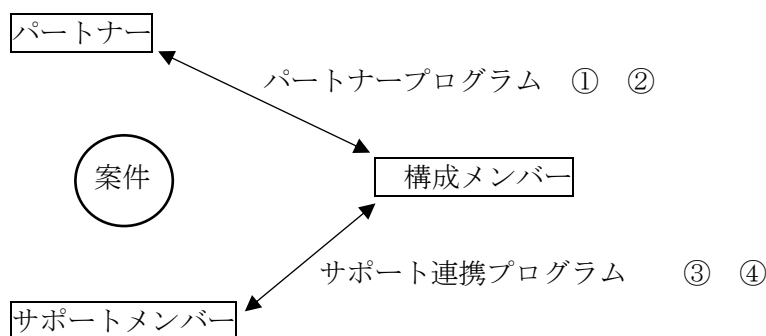 パートナー
パートナープログラム ① ②
案件
構成メンバー
サポート連携プログラム ③ ④
サポートメンバー